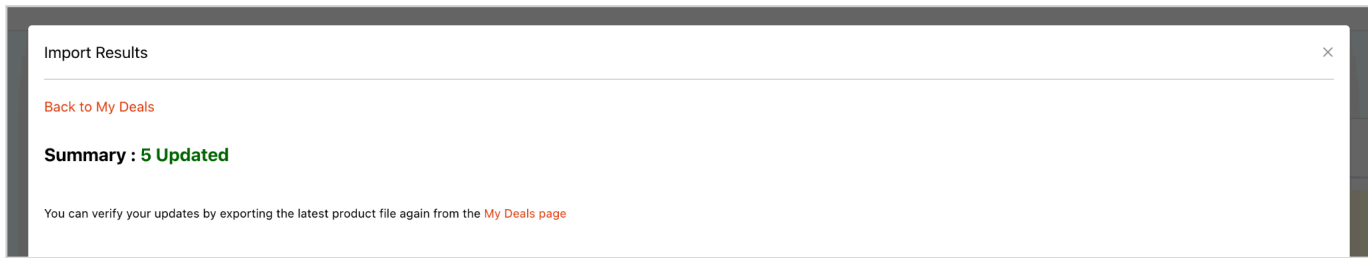 Import Results
Back to My Deals
Summary : 5 Updated
You can verify your updates by exporting the latest product file again from the My Deals page